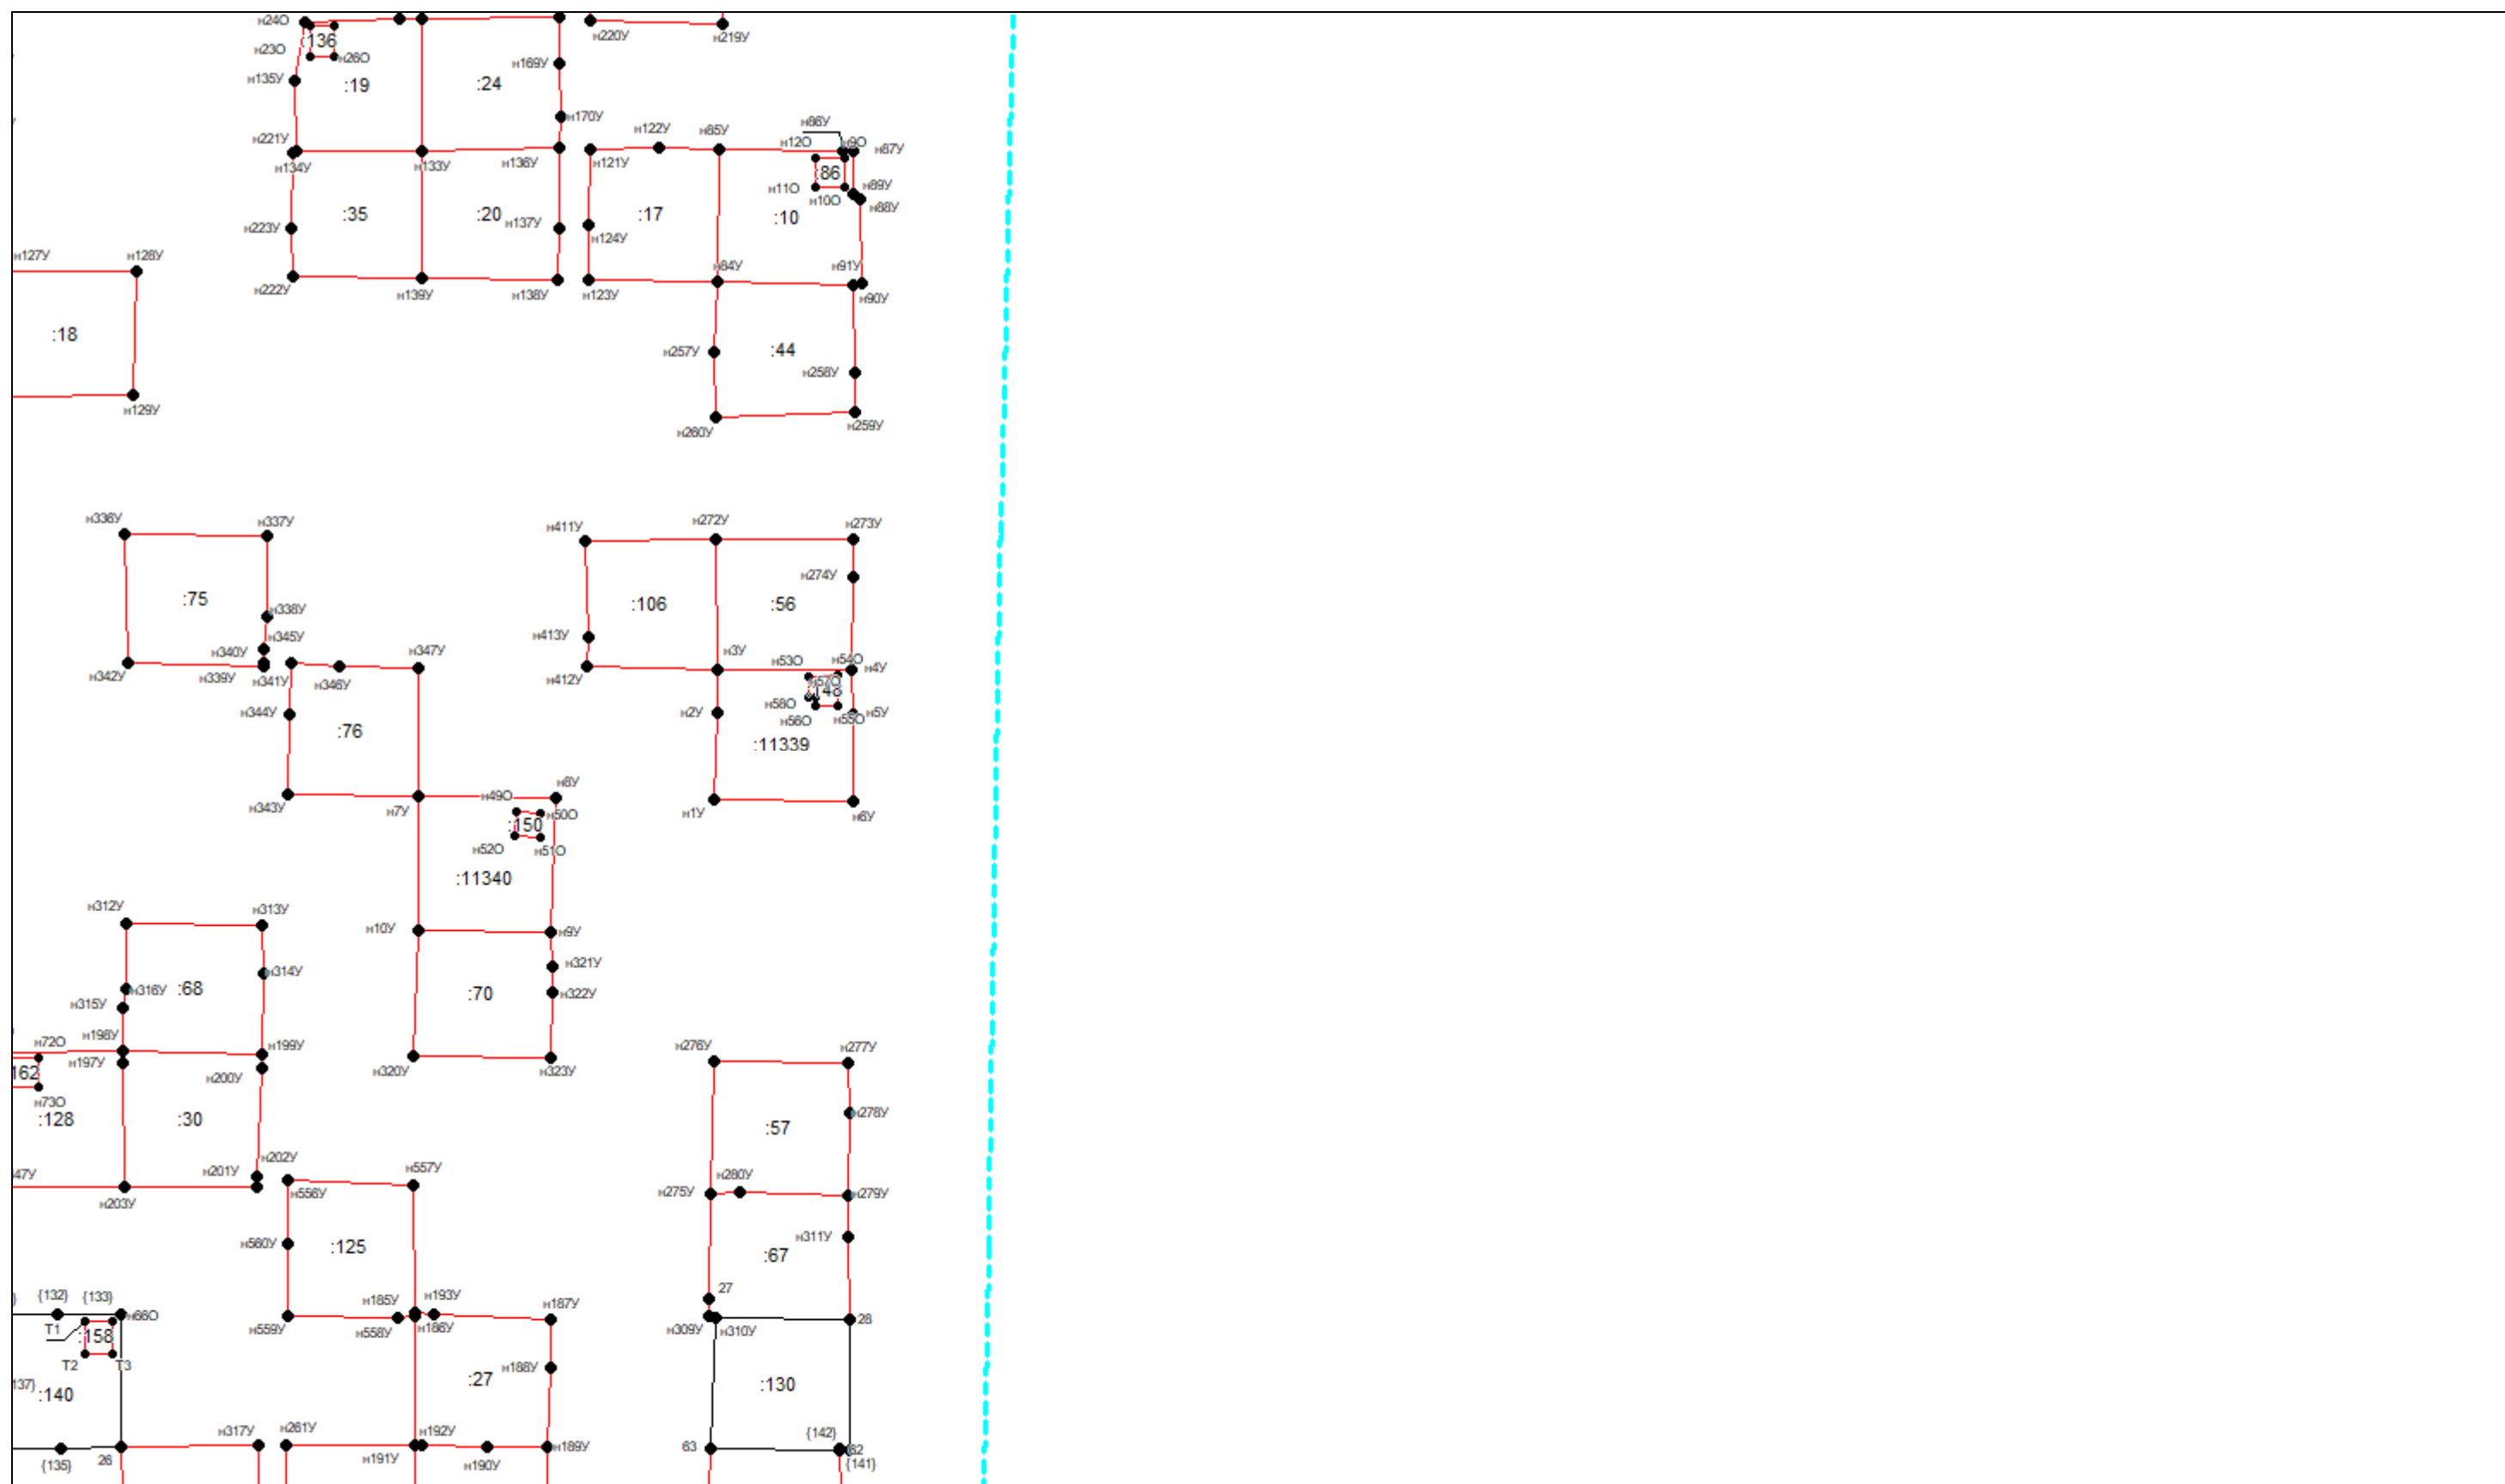 н24О
:136
н23О
н26О
н135У
:19
:24
н169У
н220У
н219У
н170У
н221У
н134У
н133У
н136У
н122У
н85У
н86У
н12О
н9О
н87У
н121У
:86
н11О
н10О
н89У
н88У
:35
:20
н137У
:17
:10
н223У
н124У
н127У
н128У
н222У
н139У
н138У
н123У
н84У
н91У
н90У
:18
н257У
:44
н258У
н129У
н260У
н259У
н336У
н337У
н411У
н272У
н273У
:75
:106
:56
н274У
н338У
н345У
н340У
н413У
н347У
н3У
н53О
н54О
н4У
н342У
н339У
н341У
н346У
н412У
н57О
:148
н58О
н344У
н2У
н56О
н55О
н5У
:76
:11339
н8У
н343У
н7У
н49О
н50О
:150
н1У
н6У
н52О
н51О
:11340
н312У
н313У
н10У
н9У
н314У
н321У
н316У
:68
:70
н322У
н315У
н72О
н198У
н199У
н197У
н200У
162
н73О
:128
:30
н320У
н323У
н276У
н277У
н278У
:57
47У
н201У
н202У
н203У
н557У
н556У
н275У
н280У
н279У
н560У
:125
н311У
:67
27
{132}
{133}
н66О
Т1
:158
Т2
Т3
н185У
н193У
н187У
н559У
н558У
н186У
н309У
н310У
28
н188У
:27
:130
137}
:140
н317У
н261У
н192У
{142}
63
62
{135}
26
н191У
н190У
н189У
{141}